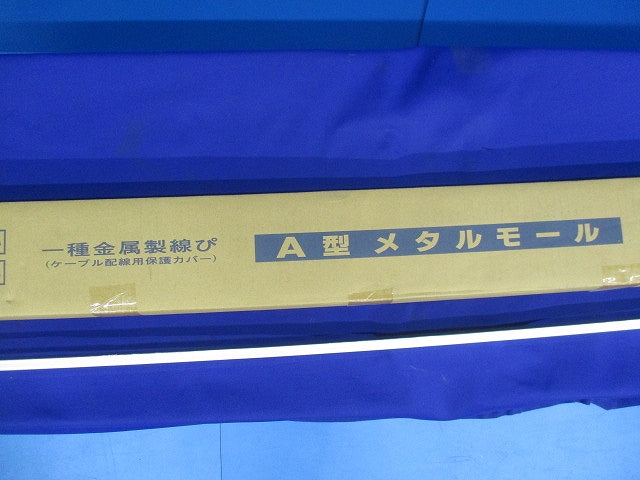 一種金属製線ぴ
(ケーブル配線用保護カバー)
A型 メタルモール